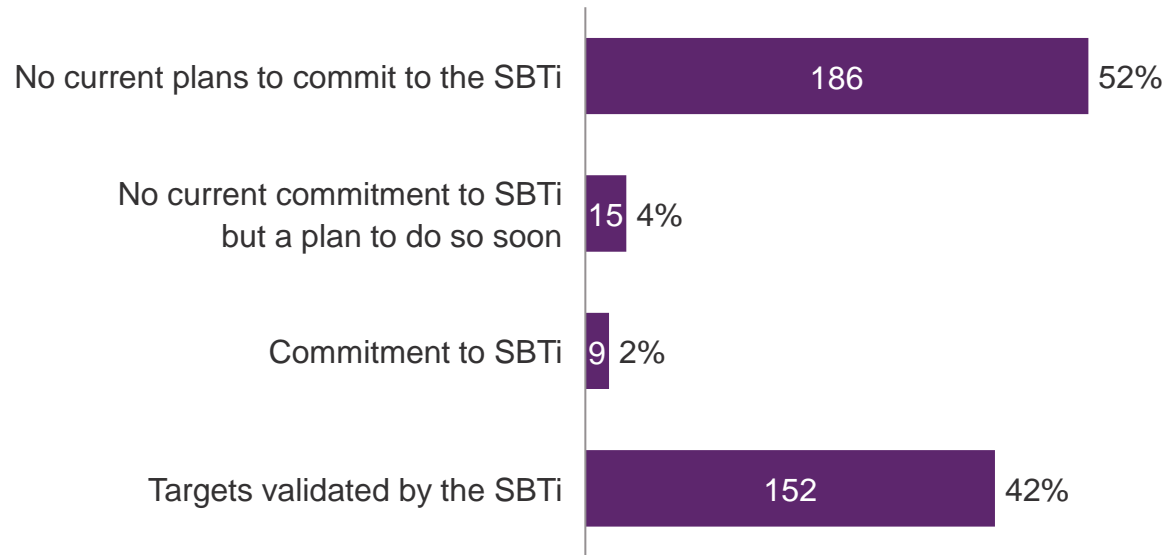 No current plans to commit to the SBTi 186 52%
No current commitment to SBTi
but a plan to do so soon
15 4%
Commitment to SBTi 9 2%
Targets validated by the SBTi 152 42%